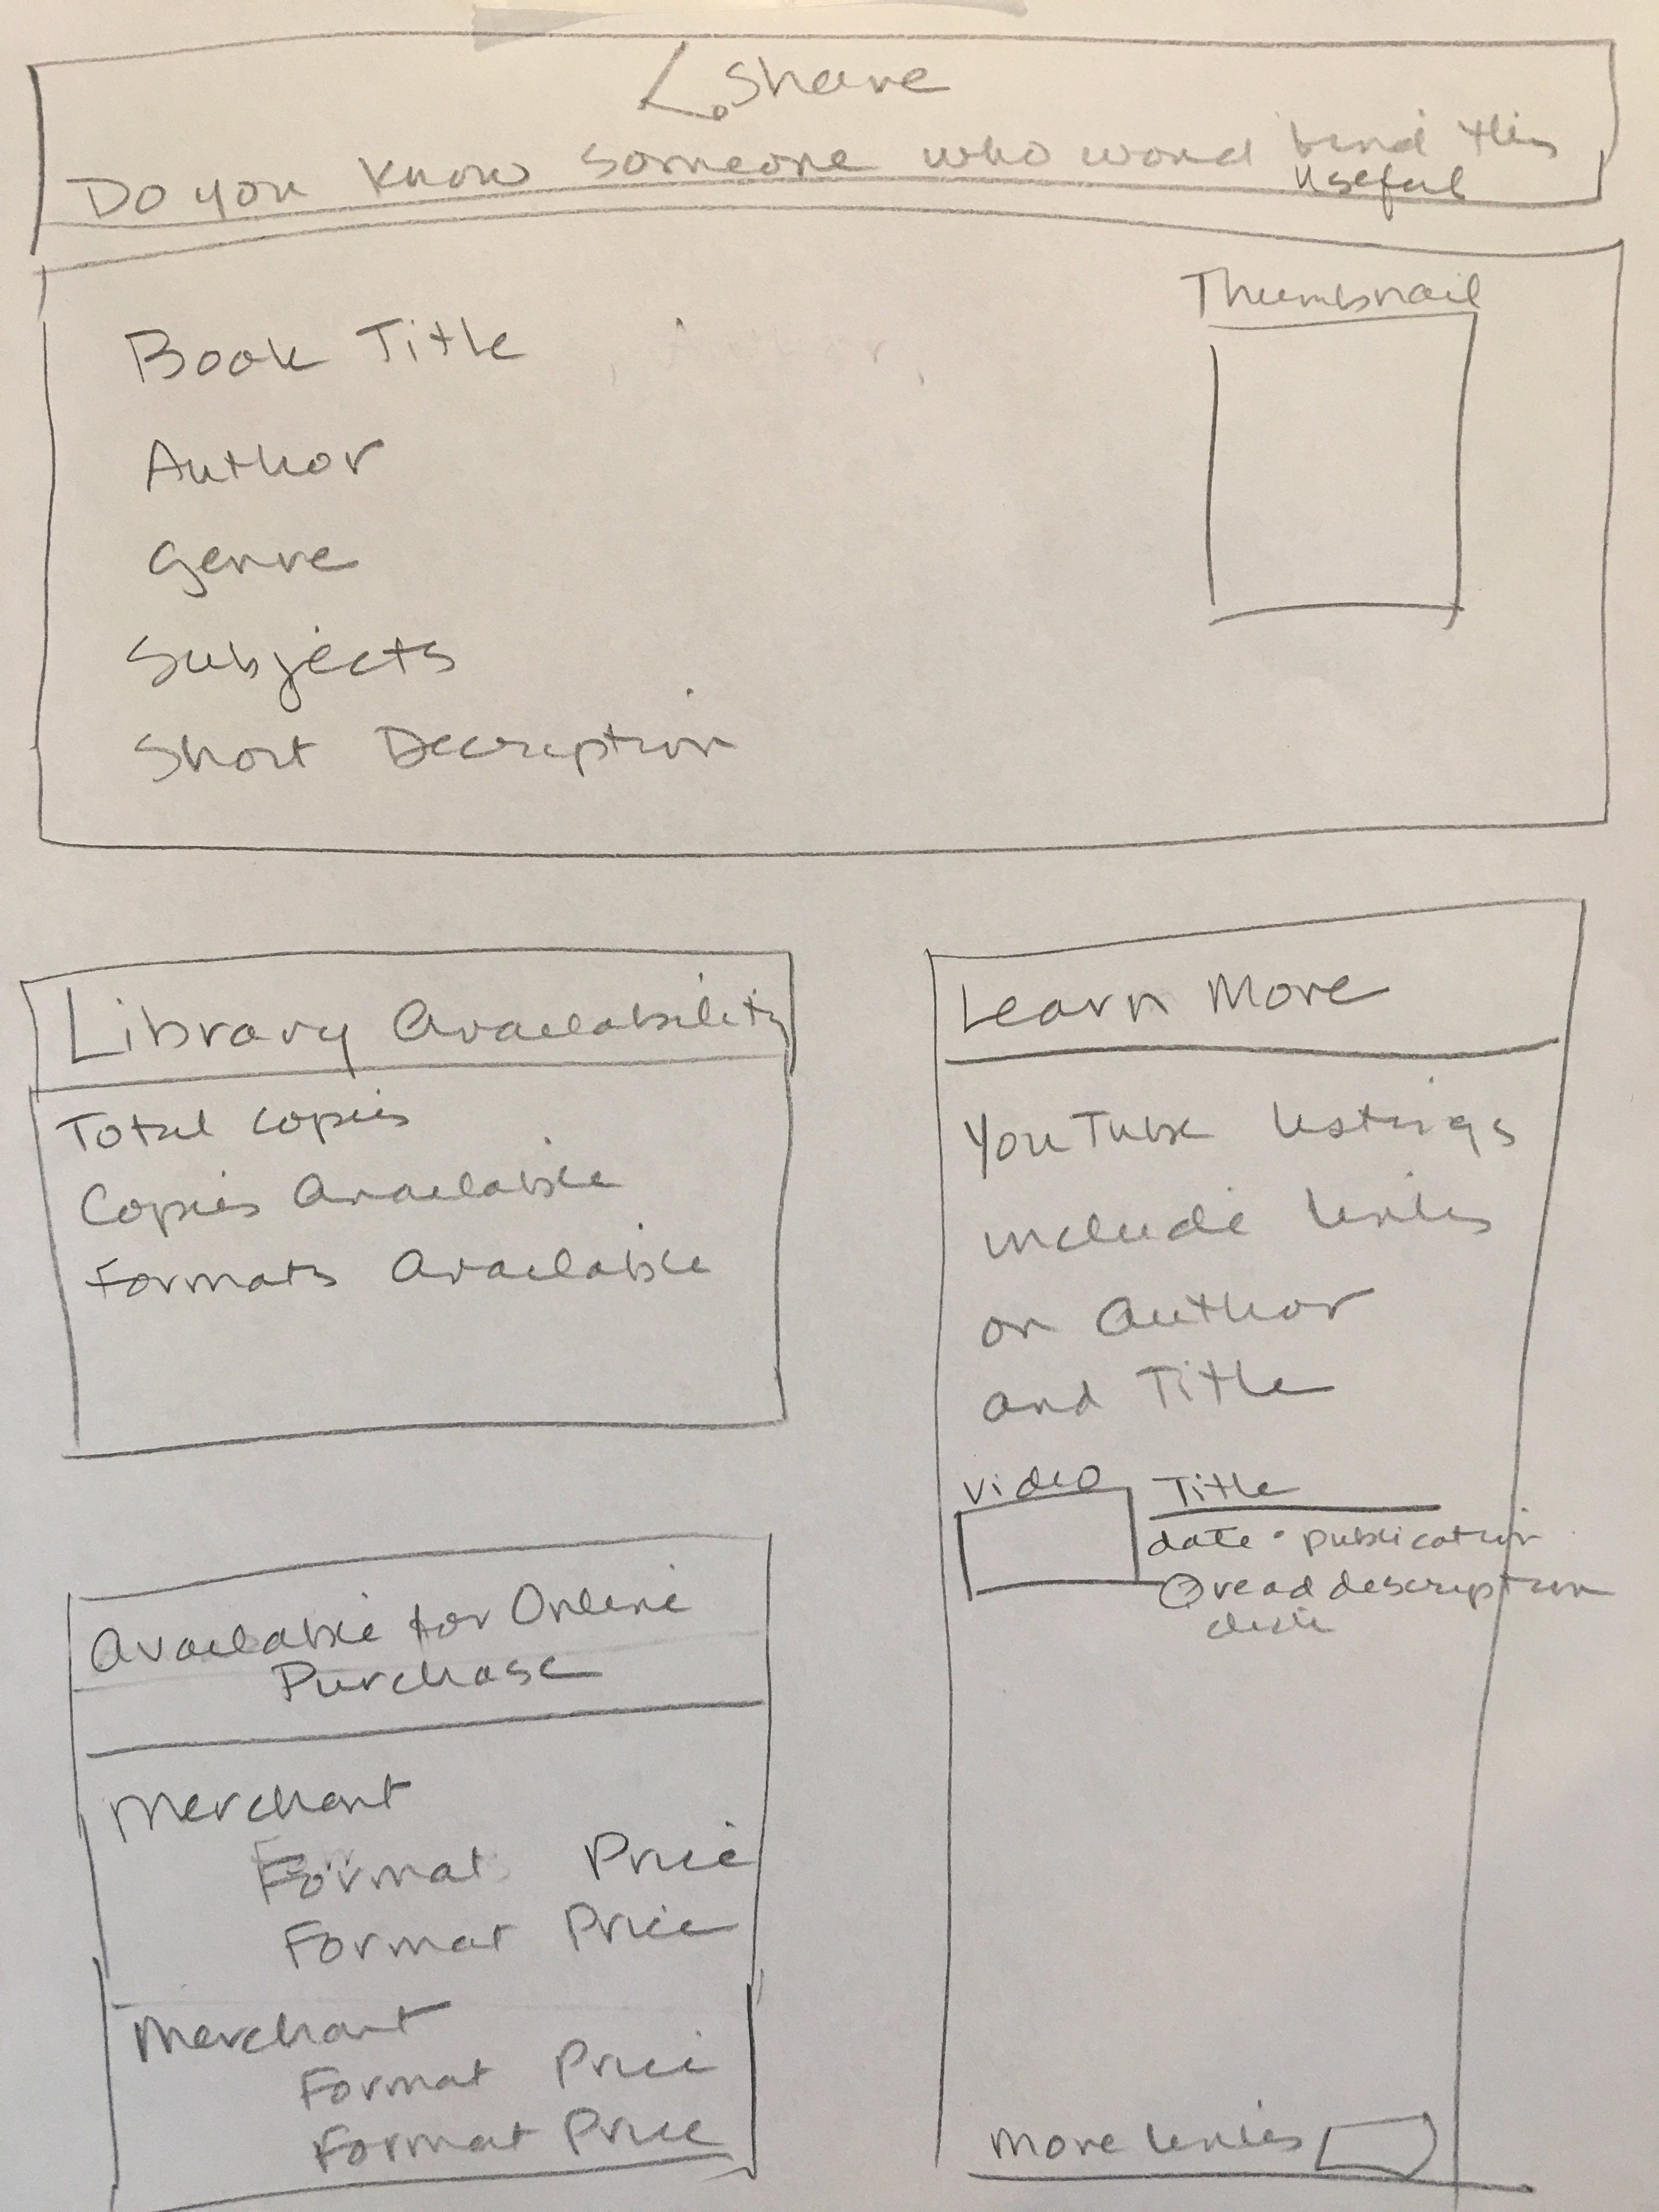 Share
Do you know someone who would find this
useful
Thumbnail
Book Title
Author
Genre
Subjects
Short Decription
Library Availability
Total copies
Copies Available
Formats Available
Available for Online
Purchase
Merchant
Format Price
Format Price
Merchant
Format Price
Format Price
Learn More
YouTube listings
include links
on Author
and Title
video
Title
date • publication
read description
More links